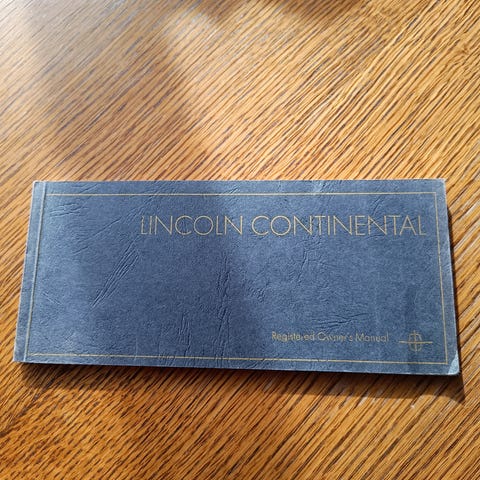 LINCOLN CONTINENTAL
Registered Owner's Manual